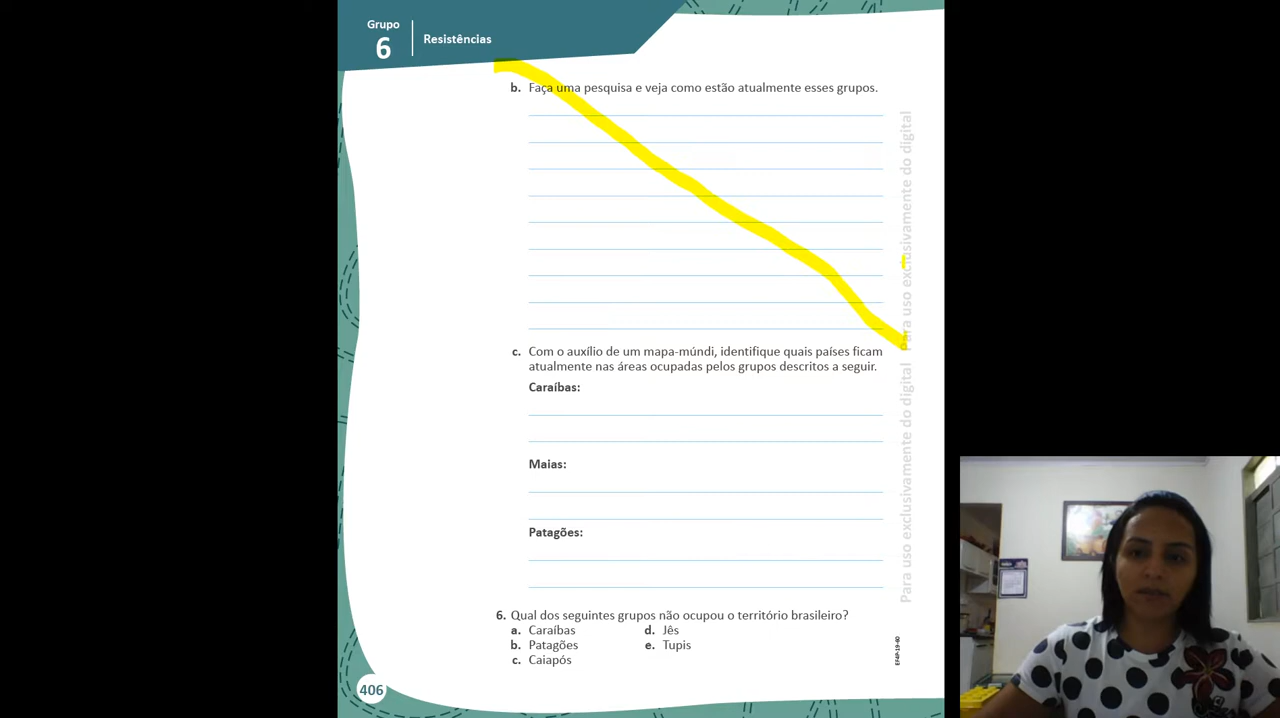 Grupo
6
Resistências
b. Faça uma pesquisa e veja como estão atualmente esses grupos.
c. Com o auxílio de um mapa-múndi, identifique quais países ficam
atualmente nas áreas ocupadas pelos grupos descritos a seguir.
Caraíbas:
Maias:
Patagões:
6. Qual dos seguintes grupos não ocupou o território brasileiro?
a. Caraíbas
b. Patagões
c. Caiapós
d. Jês
e. Tupis
406
Para uso exclusivamente do digital
Para uso exclusivamente do digital
EF4P-19-60